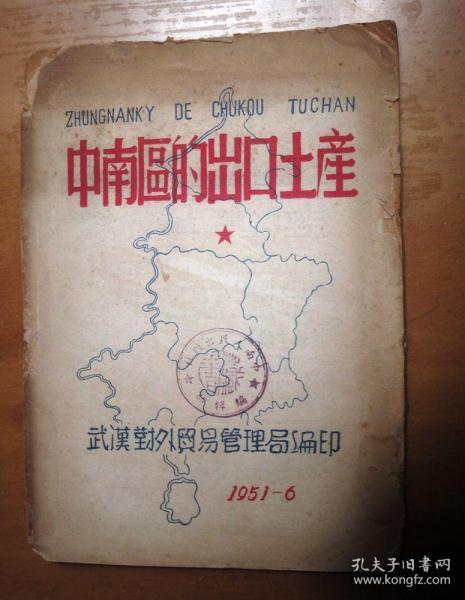 ZHUNGNANKY DE CHUKOU TUCHAN
中南區的出口土產
武漢對外貿易管理局編印
1951-6
孔夫子旧书网
www.kongfz.com